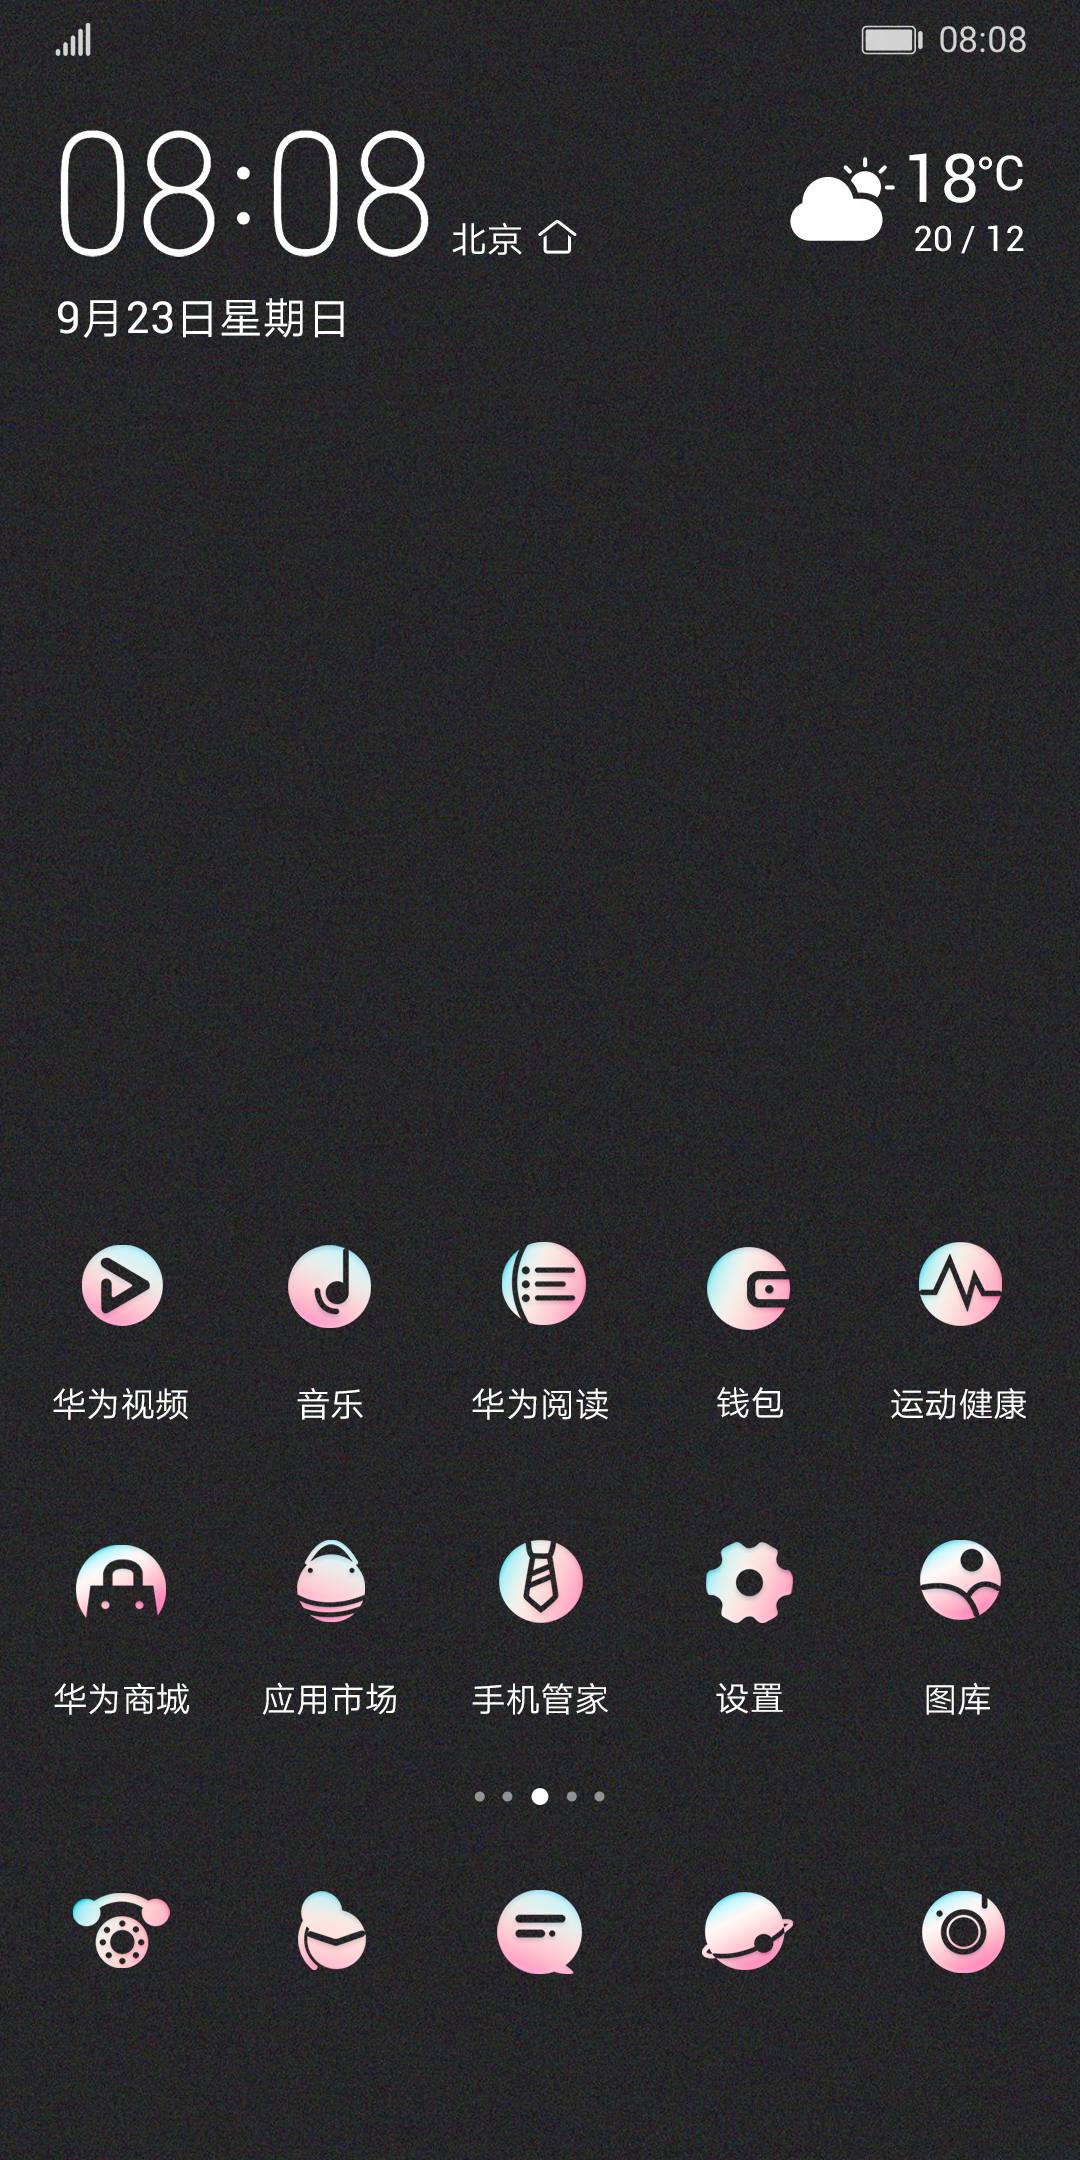 08:08
08:08
北京
18°C
20 / 12
9月23日星期日
华为视频 音乐 华为阅读 钱包 运动健康
华为商城 应用市场 手机管家 设置 图库